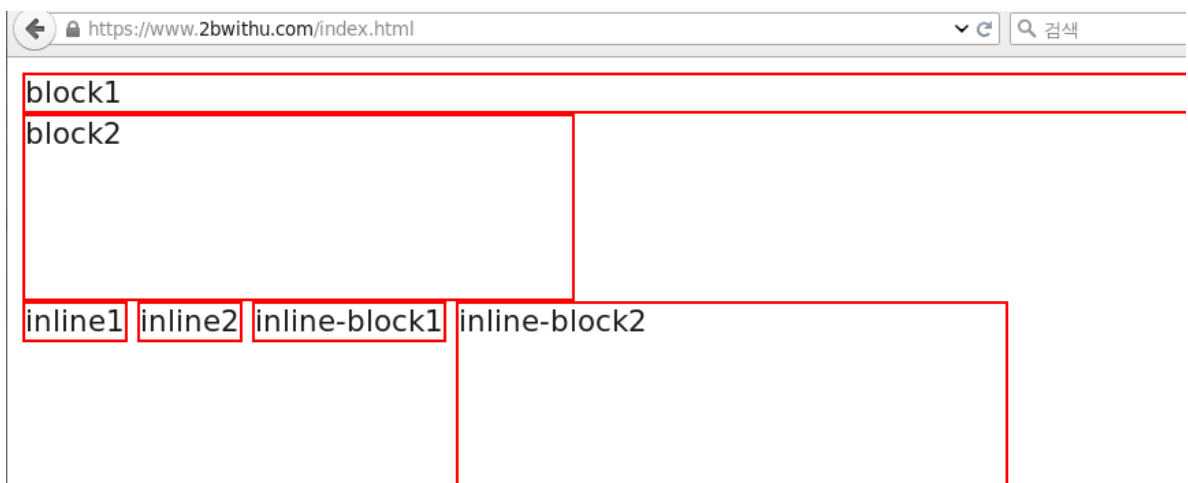 https://www.2bwithu.com/index.html 검색
block1
block2
inline1 inline2 inline-block1 inline-block2